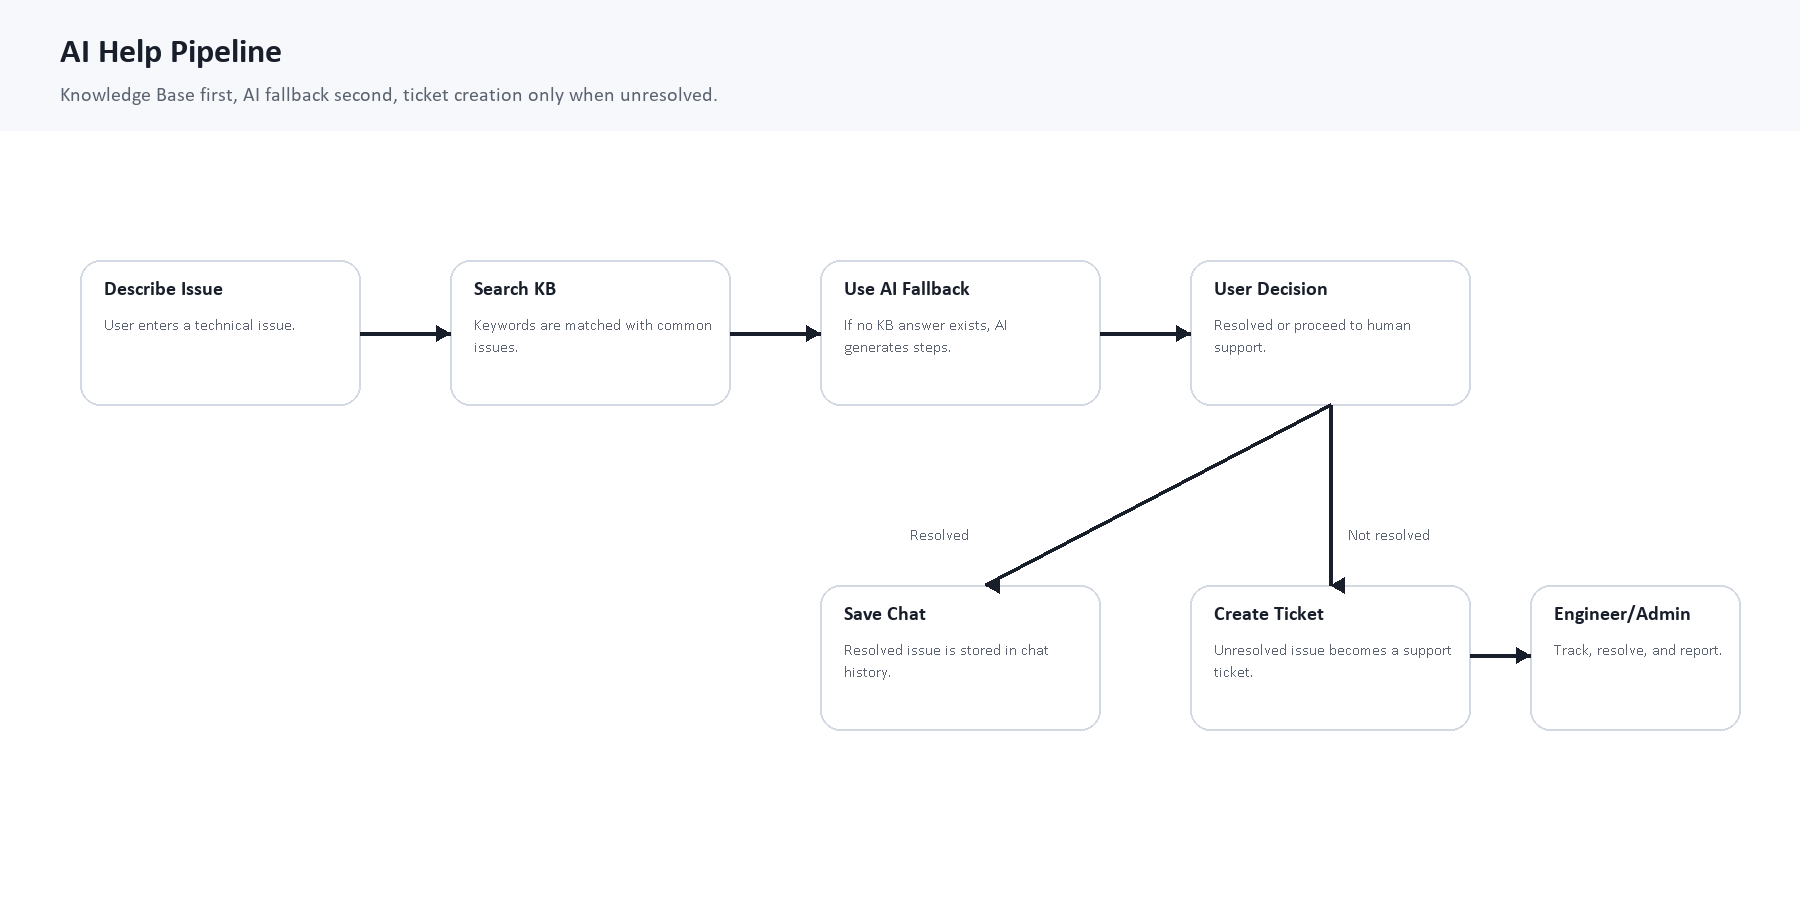 AI Help Pipeline
Knowledge Base first, AI fallback second, ticket creation only when unresolved.
Describe Issue
User enters a technical issue.
Search KB
Keywords are matched with common
issues.
Use AI Fallback
If no KB answer exists, AI
generates steps.
User Decision
Resolved or proceed to human
support.
Resolved
Not resolved
Save Chat
Resolved issue is stored in chat
history.
Create Ticket
Unresolved issue becomes a support
ticket.
Engineer/Admin
Track, resolve, and report.